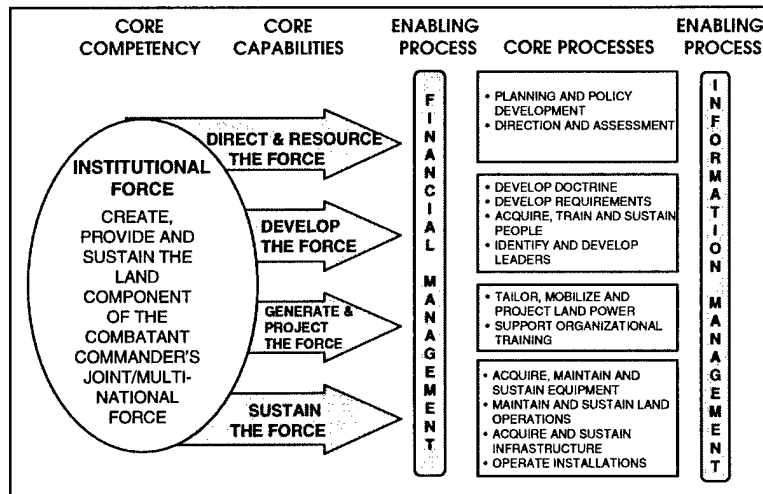 CORE
COMPETENCY
CORE
CAPABILITIES
ENABLING
PROCESS
CORE PROCESSES
ENABLING
PROCESS
INSTITUTIONAL
FORCE
CREATE,
PROVIDE AND
SUSTAIN THE
LAND
COMPONENT
OF THE
COMBATANT
COMMANDER'S
JOINT/MULTI-
NATIONAL
FORCE
DIRECT & RESOURCE
THE FORCE
DEVELOP
THE FORCE
GENERATE &
PROJECT
THE FORCE
SUSTAIN
THE FORCE
FINANCIAL MANAGEMENT
• PLANNING AND POLICY
DEVELOPMENT
• DIRECTION AND ASSESSMENT
• DEVELOP DOCTRINE
• DEVELOP REQUIREMENTS
• ACQUIRE, TRAIN AND SUSTAIN
PEOPLE
• IDENTIFY AND DEVELOP
LEADERS
• TAILOR, MOBILIZE AND
PROJECT LAND POWER
• SUPPORT ORGANIZATIONAL
TRAINING
• ACQUIRE, MAINTAIN AND
SUSTAIN EQUIPMENT
• MAINTAIN AND SUSTAIN LAND
OPERATIONS
• ACQUIRE AND SUSTAIN
INFRASTRUCTURE
• OPERATE INSTALLATIONS
INFORMATION MANAGEMENT